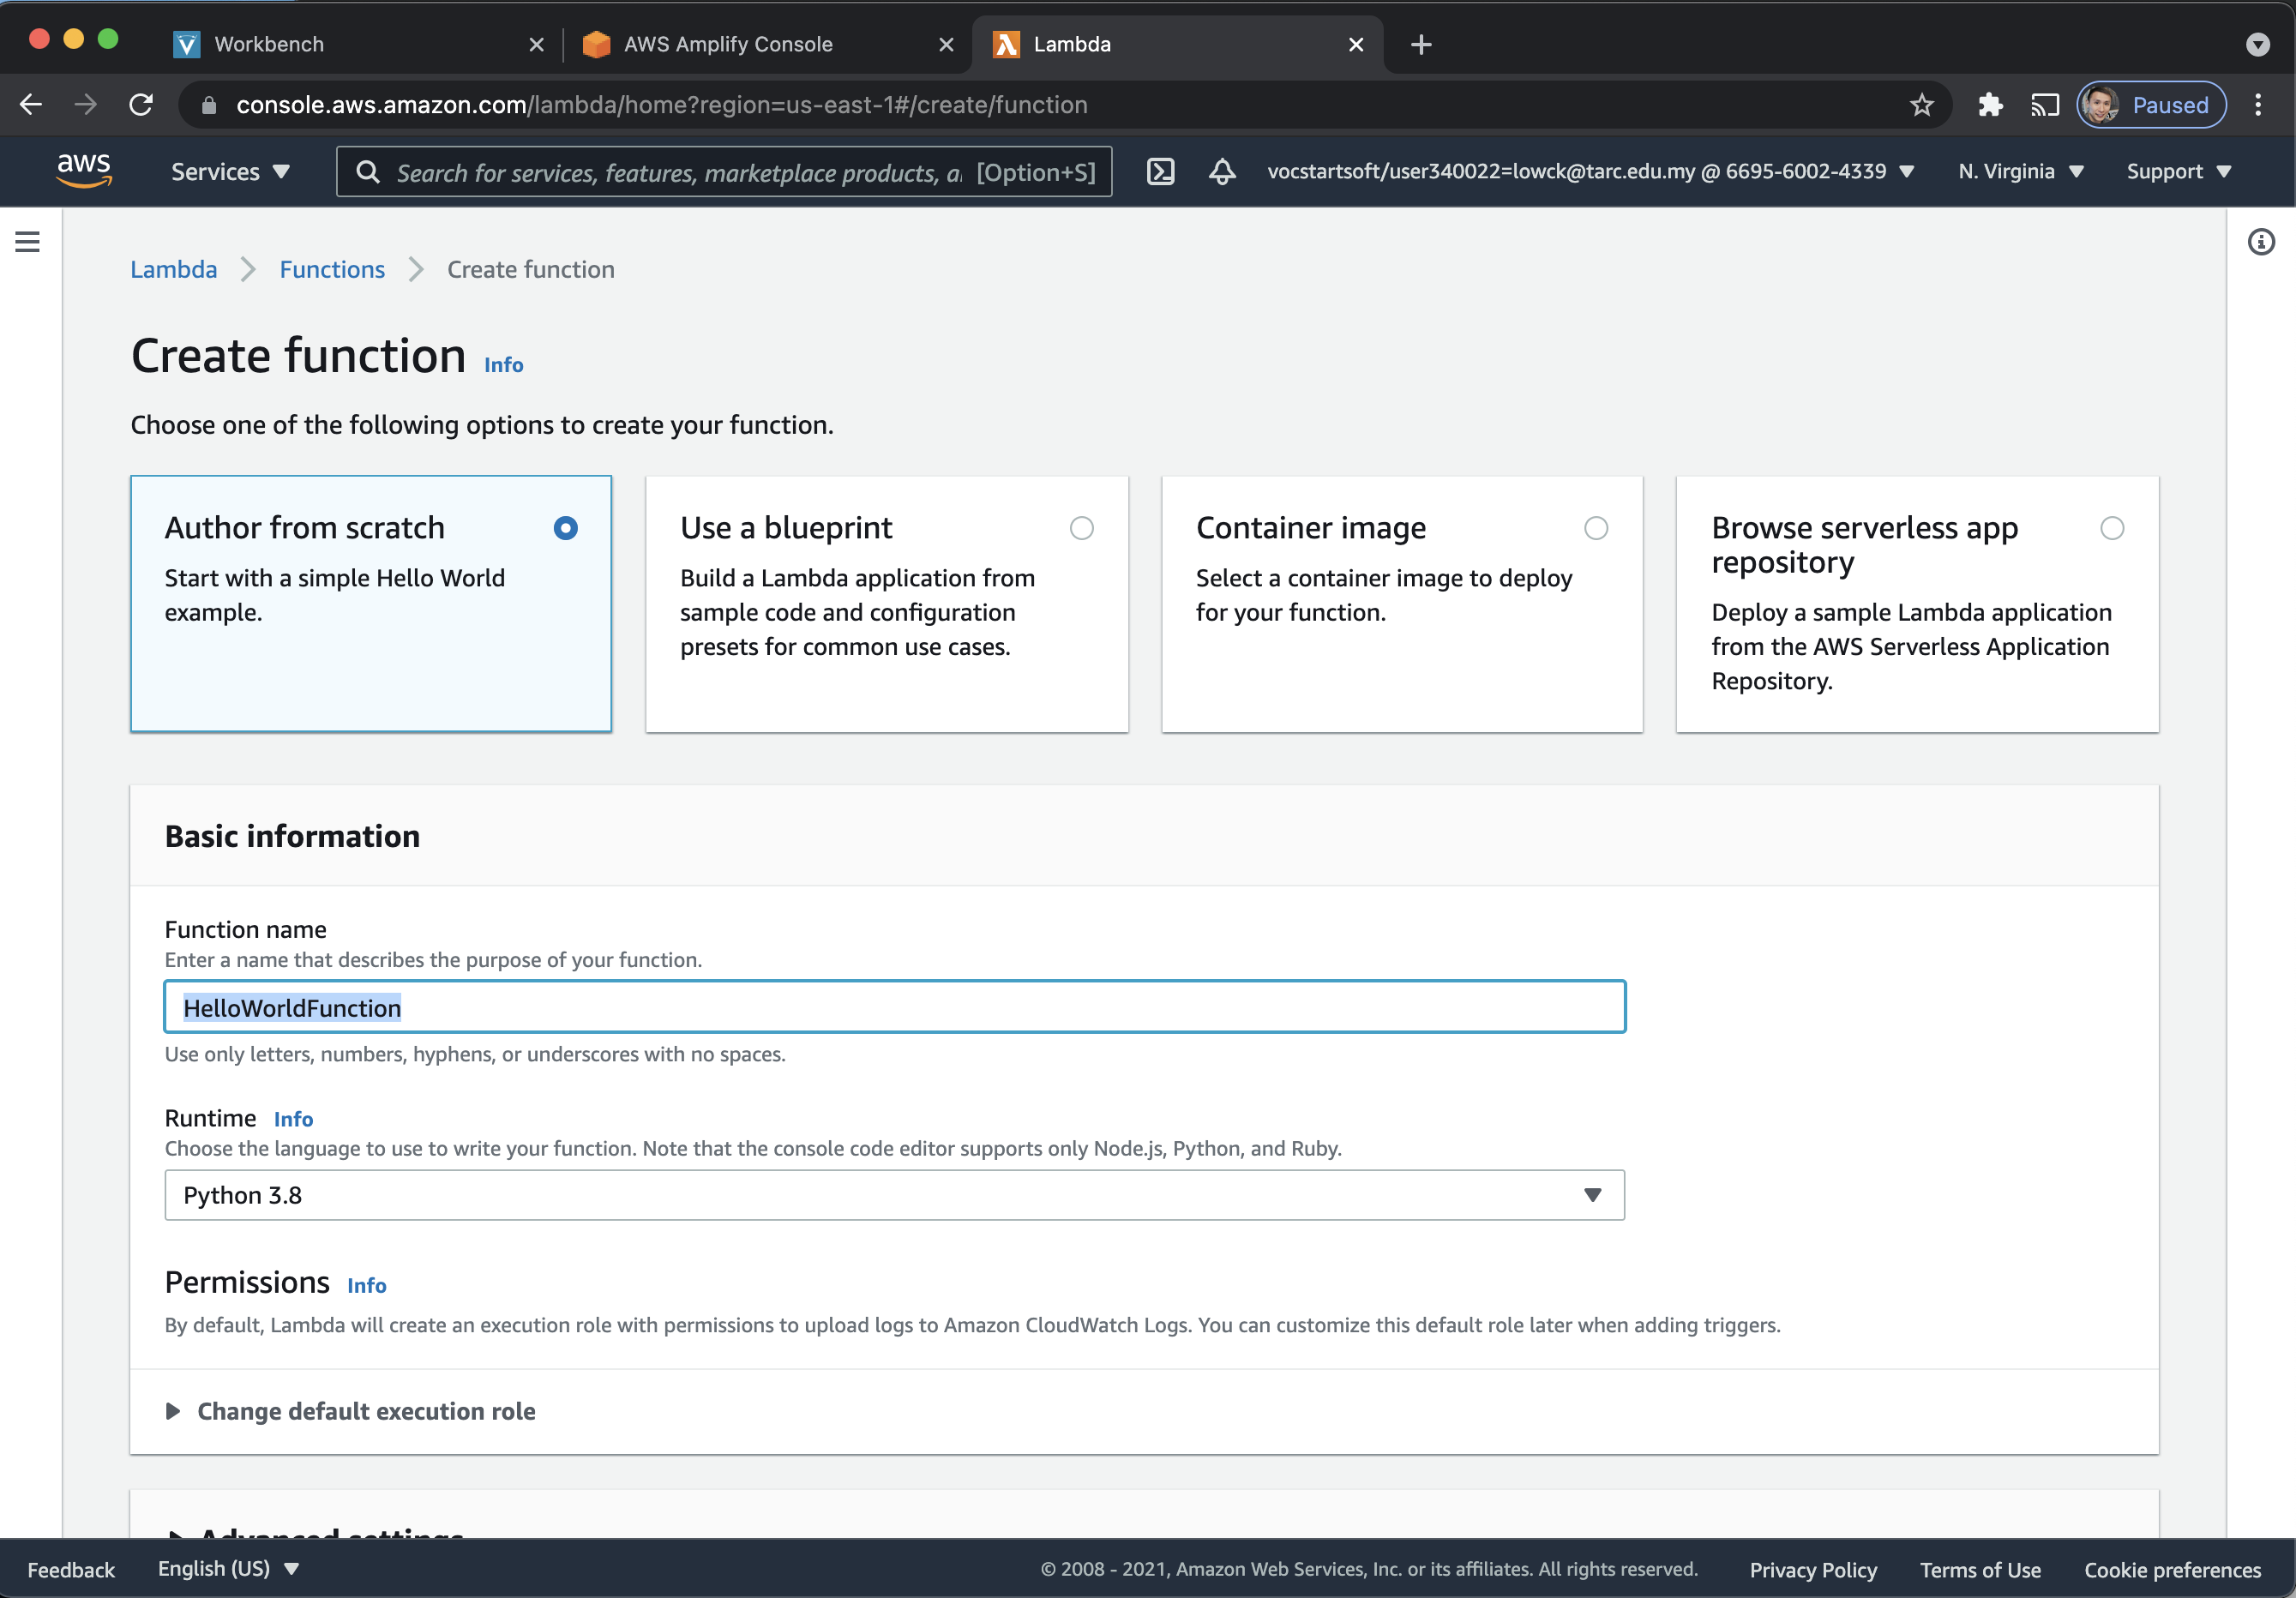 Workbench
AWS Amplify Console
Lambda
console.aws.amazon.com/lambda/home?region=us-east-1#/create/function
Paused
aws
Services
Search for services, features, marketplace products, a
[Option+S]
vocstartsoft/user340022=lowck@tarc.edu.my @ 6695-6002-4339
N. Virginia
Support
Lambda
Functions
Create function
Create function Info
Choose one of the following options to create your function.
Author from scratch
Start with a simple Hello World
example.
Use a blueprint
Build a Lambda application from
sample code and configuration
presets for common use cases.
Container image
Select a container image to deploy
for your function.
Browse serverless app
repository
Deploy a sample Lambda application
from the AWS Serverless Application
Repository.
Basic information
Function name
Enter a name that describes the purpose of your function.
HelloWorldFunction
Use only letters, numbers, hyphens, or underscores with no spaces.
Runtime Info
Choose the language to use to write your function. Note that the console code editor supports only Node.js, Python, and Ruby.
Python 3.8
Permissions Info
By default, Lambda will create an execution role with permissions to upload logs to Amazon CloudWatch Logs. You can customize this default role later when adding triggers.
Change default execution role
Advanced settings
Feedback
English (US)
© 2008 - 2021, Amazon Web Services, Inc. or its affiliates. All rights reserved.
Privacy Policy
Terms of Use
Cookie preferences